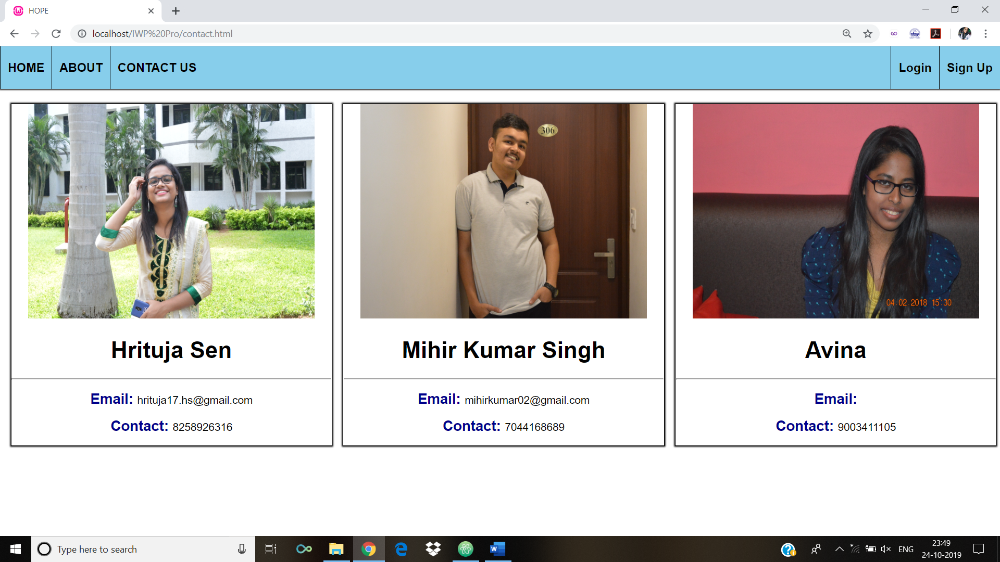 HOPE
localhost/IWP%20Pro/contact.html
HOME ABOUT CONTACT US Login Sign Up
306
04 02 2018 15 30
Hrituja Sen
Email: hrituja17.hs@gmail.com
Contact: 8258926316
Mihir Kumar Singh
Email: mihirkumar02@gmail.com
Contact: 7044168689
Avina
Email:
Contact: 9003411105
Type here to search
ENG
23:49
24-10-2019